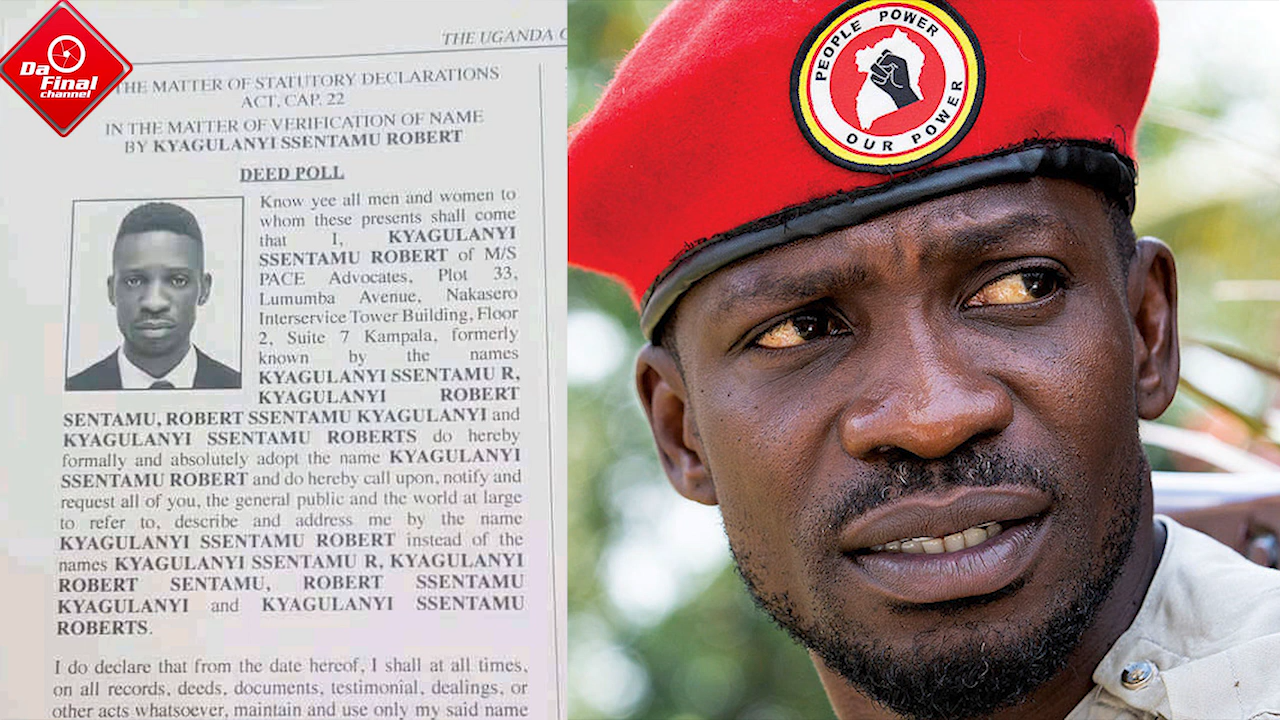 Da
Final
channel
THE UGANDA
THE MATTER OF STATUTORY DECLARATIONS
ACT, CAP. 22
IN THE MATTER OF VERIFICATION OF NAME
BY KYAGULANYI SSENTAMU ROBERT
DEED POLL
Know yee all men and women to
whom these presents shall come
that I, KYAGULANYI
SSENTAMU ROBERT of M/S
PACE Advocates, Plot 33,
Lumumba Avenue, Nakasero
Interservice Tower Building, Floor
2, Suite 7 Kampala, formerly
known by the names
KYAGULANYI SSENTAMU R,
KYAGULANYI ROBERT
SENTAMU, ROBERT SSENTAMU KYAGULANYI and
KYAGULANYI SSENTAMU ROBERTS do hereby
formally and absolutely adopt the name KYAGULANYI
SSENTAMU ROBERT and do hereby call upon, notify and
request all of you, the general public and the world at large
to refer to, describe and address me by the name
KYAGULANYI SSENTAMU ROBERT instead of the
names KYAGULANYI SSENTAMU R, KYAGULANYI
ROBERT SENTAMU, ROBERT SSENTAMU
KYAGULANYI and KYAGULANYI SSENTAMU
ROBERTS.
I do declare that from the date hereof, I shall at all times,
on all records, deeds, documents, testimonial, dealings, or
other acts whatsoever, maintain and use only my said name
PEOPLE POWER
OUR POWER